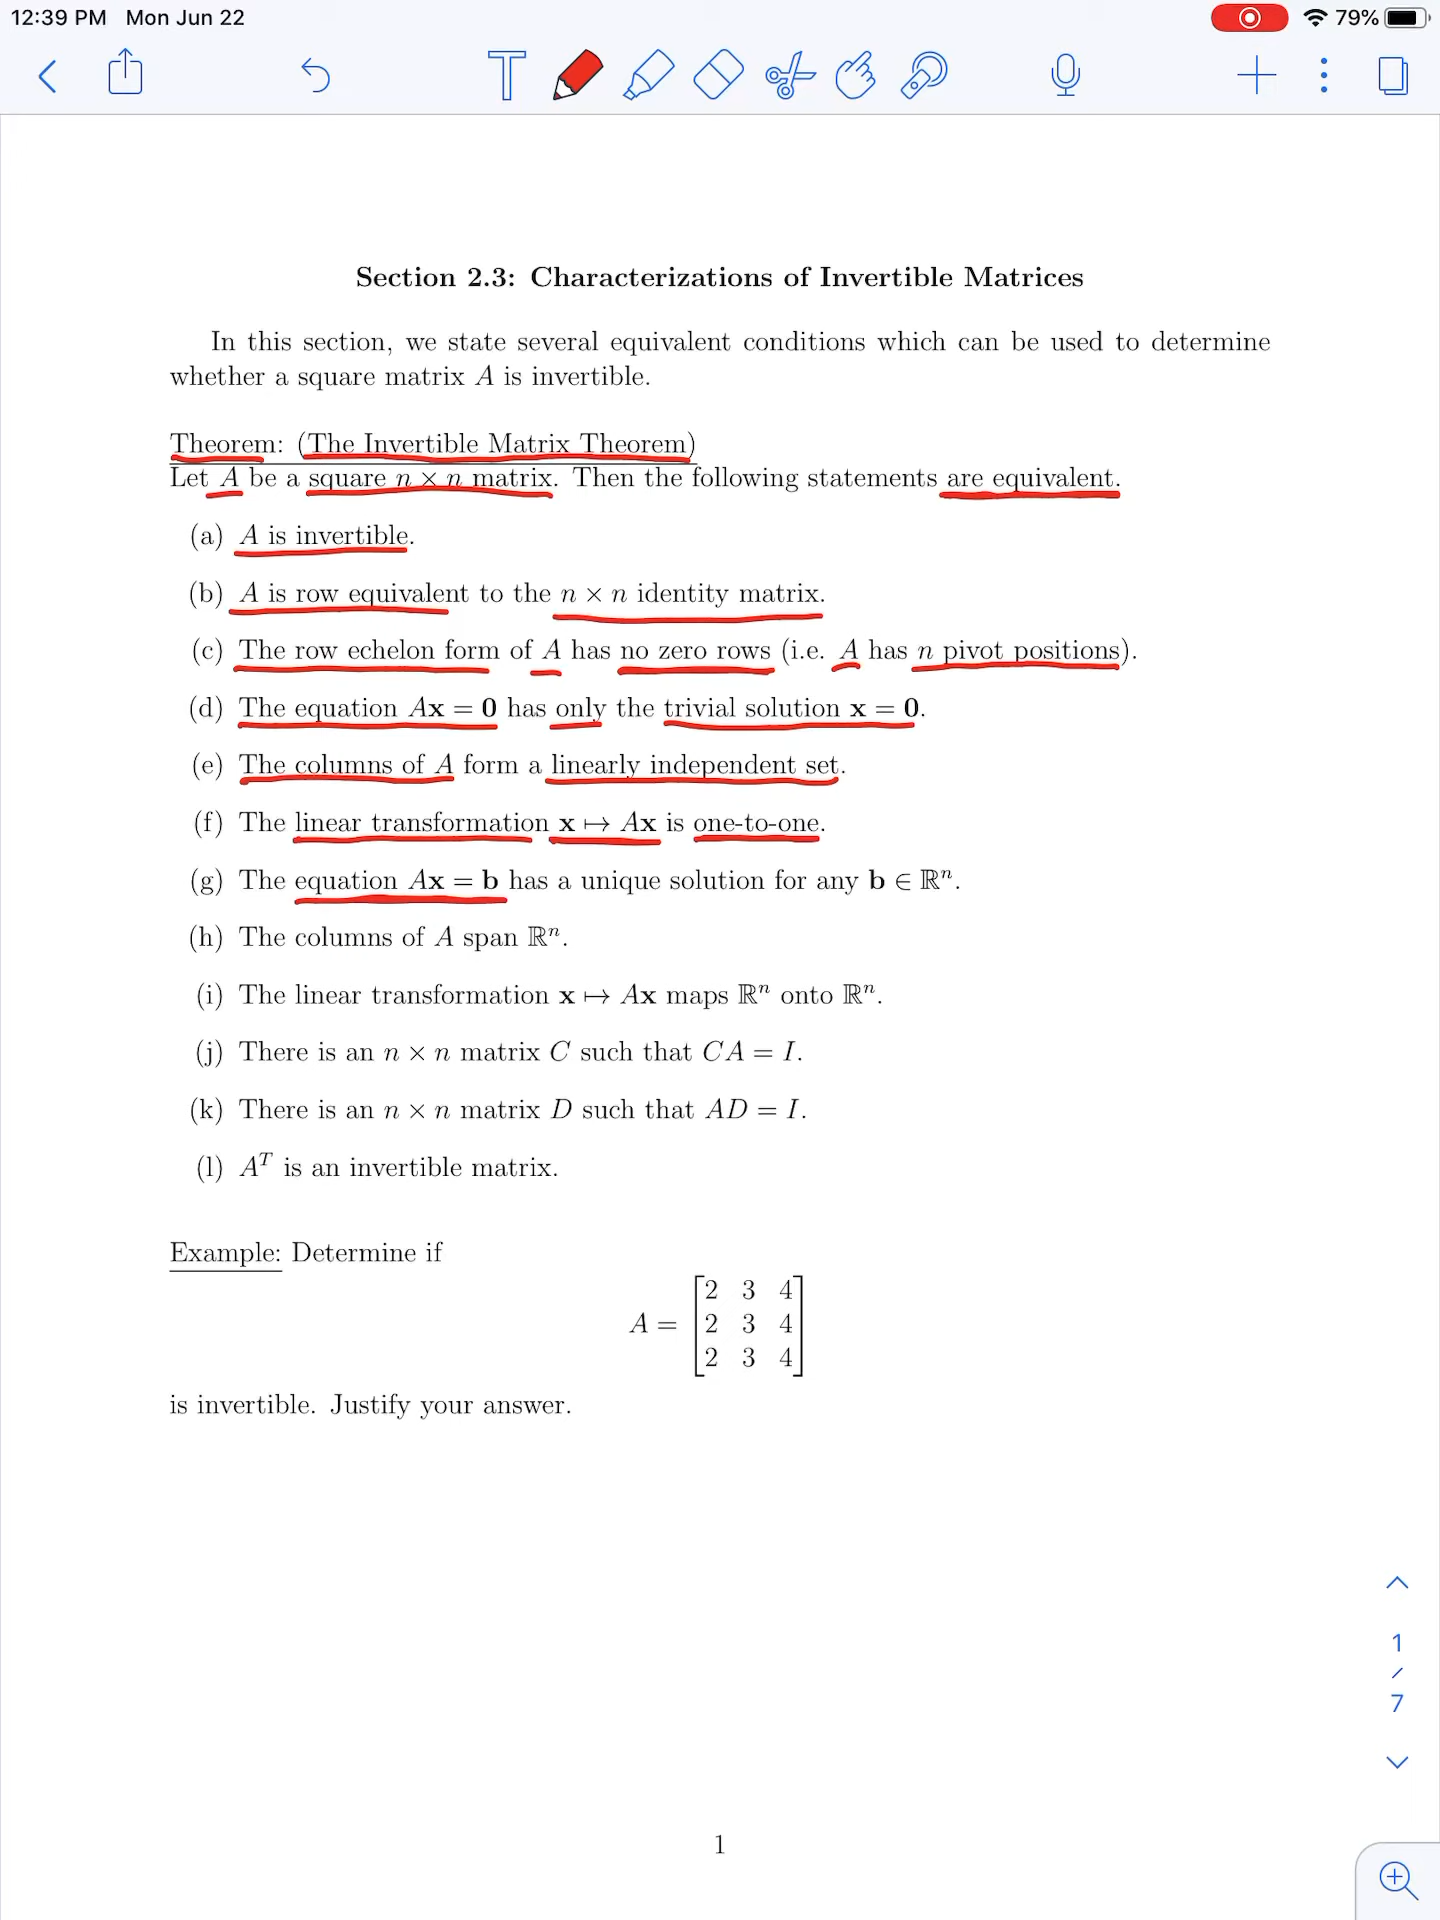 12:39 PM Mon Jun 22
79%
Section 2.3: Characterizations of Invertible Matrices
In this section, we state several equivalent conditions which can be used to determine
whether a square matrix A is invertible.
Theorem: (The Invertible Matrix Theorem)
Let A be a square n × n matrix. Then the following statements are equivalent.
(a) A is invertible.
(b) A is row equivalent to the n × n identity matrix.
(c) The row echelon form of A has no zero rows (i.e. A has n pivot positions).
(d) The equation Ax = 0 has only the trivial solution x = 0.
(e) The columns of A form a linearly independent set.
(f) The linear transformation x ↦ Ax is one-to-one.
(g) The equation Ax = b has a unique solution for any b ∈ ℝⁿ.
(h) The columns of A span ℝⁿ.
(i) The linear transformation x ↦ Ax maps ℝⁿ onto ℝⁿ.
(j) There is an n × n matrix C such that CA = I.
(k) There is an n × n matrix D such that AD = I.
(l) Aᵀ is an invertible matrix.
Example: Determine if
2 3 4
A = 2 3 4
2 3 4
is invertible. Justify your answer.
1
/
7
1